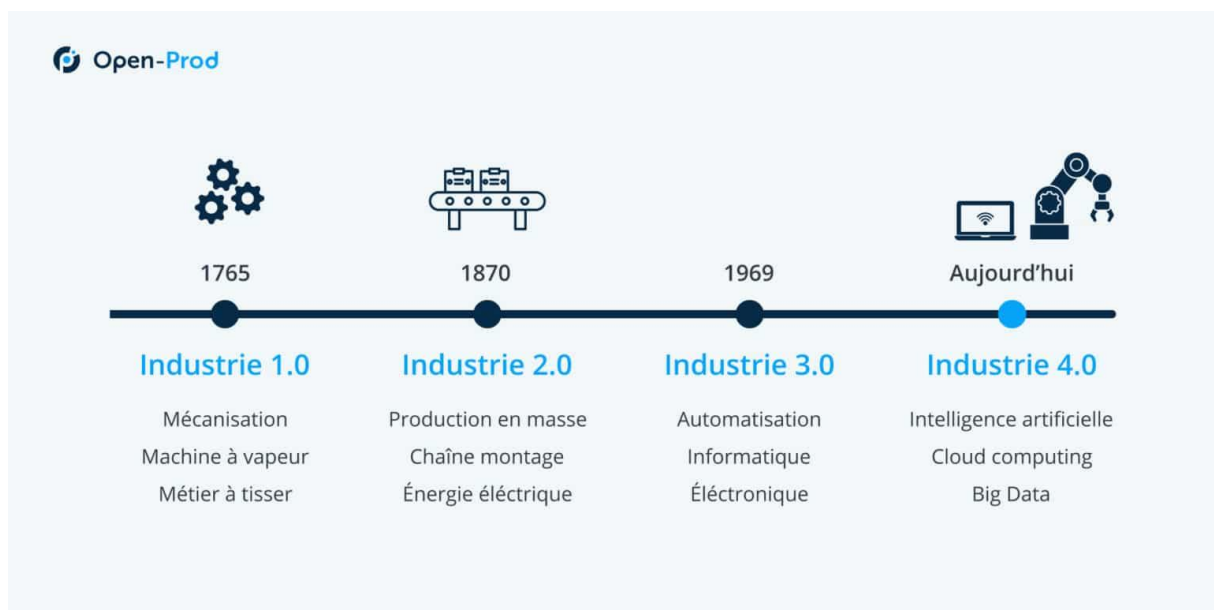 Open-Prod
1765
1870
1969
Aujourd'hui
Industrie 1.0
Industrie 2.0
Industrie 3.0
Industrie 4.0
Mécanisation
Production en masse
Automatisation
Intelligence artificielle
Machine à vapeur
Chaîne montage
Informatique
Cloud computing
Métier à tisser
Énergie éléctrique
Éléctronique
Big Data